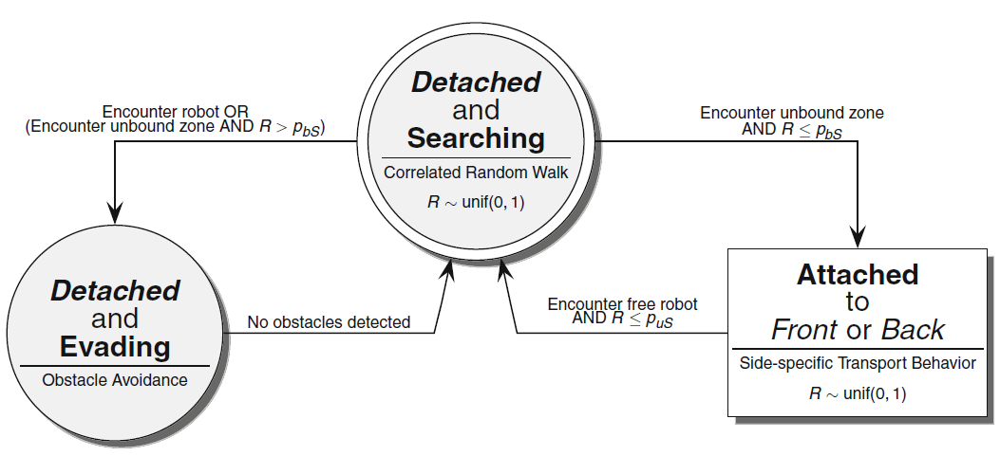 Detached
and
Searching
Correlated Random Walk
R ∼ unif(0, 1)
Encounter robot OR
(Encounter unbound zone AND R > p_bS)
Encounter unbound zone
AND R ≤ p_bS
Detached
and
Evading
Obstacle Avoidance
No obstacles detected
Encounter free robot
AND R ≤ p_uS
Attached
to
Front or Back
Side-specific Transport Behavior
R ∼ unif(0, 1)